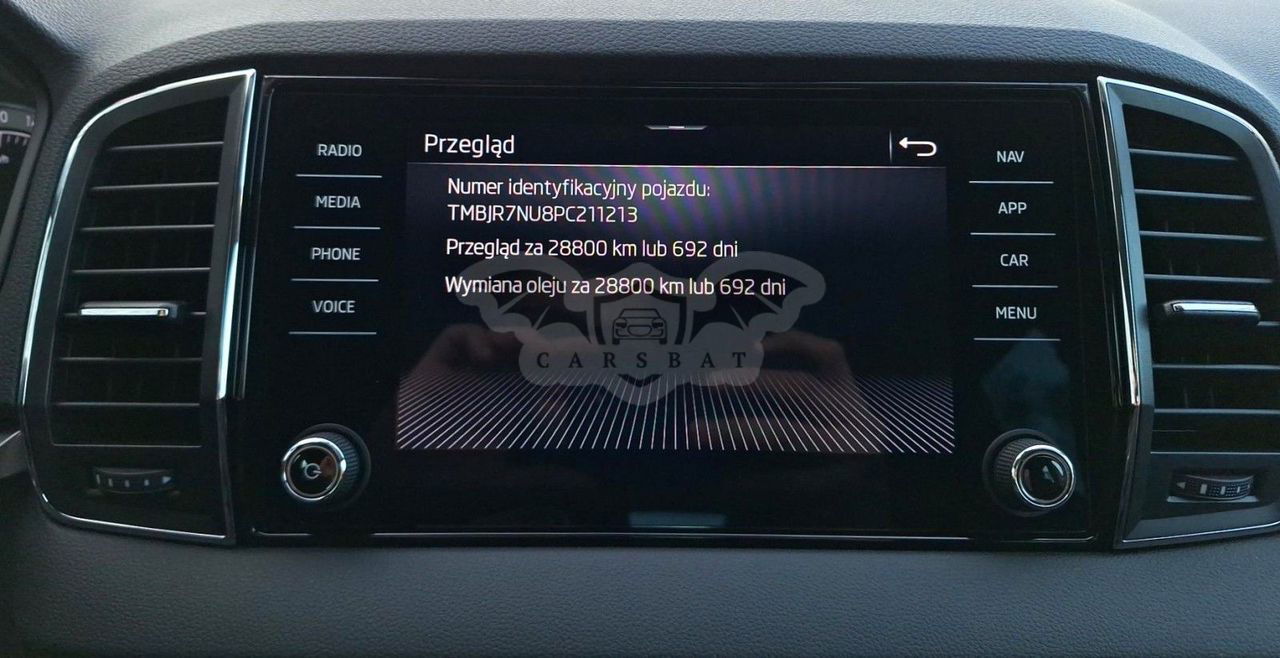 Przegląd
RADIO
MEDIA
PHONE
VOICE
Numer identyfikacyjny pojazdu:
TMBJR7NU8PC211213
Przegląd za 28800 km lub 692 dni
Wymiana oleju za 28800 km lub 692 dni
CARSBAT
NAV
APP
CAR
MENU